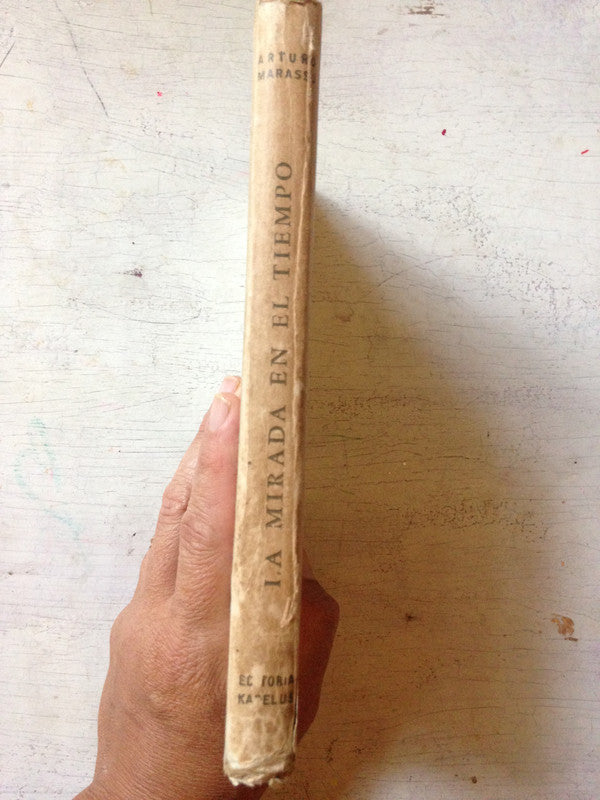 ARTURO
MARASSO
LA MIRADA EN EL TIEMPO
EDITORIAL
KAPELUSZ